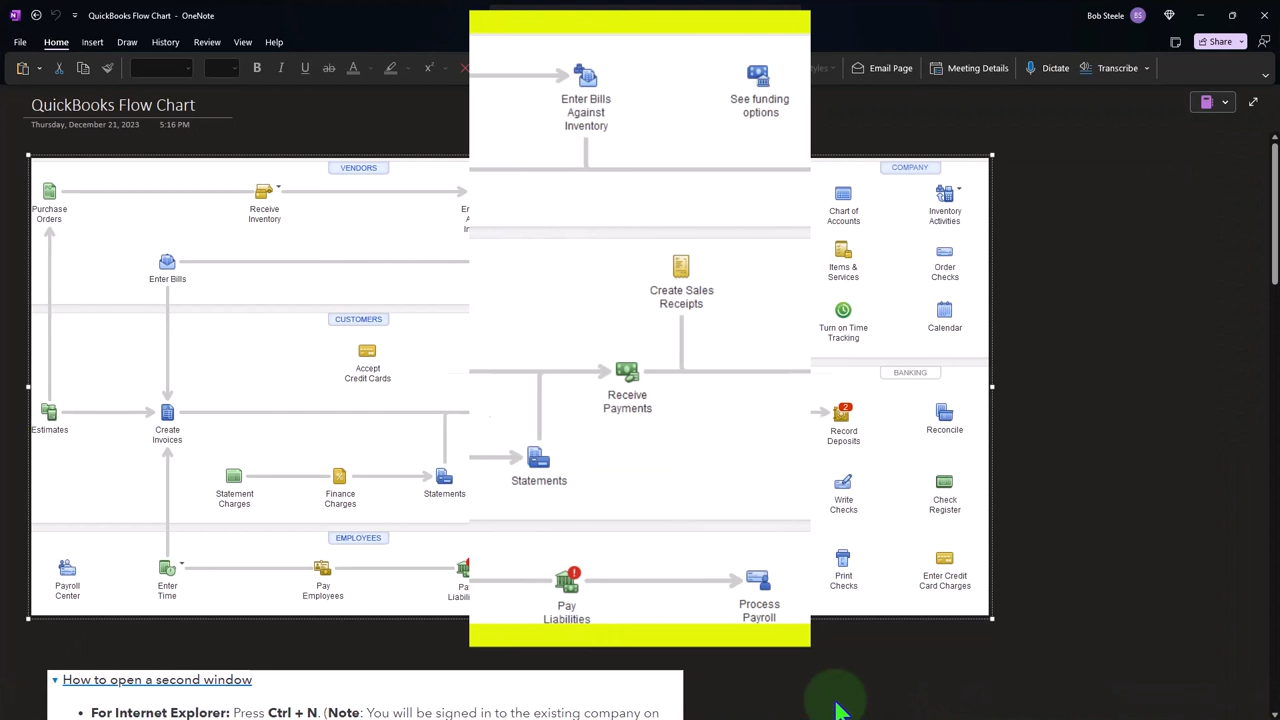 QuickBooks Flow Chart - OneNote
Bob Steele
BS
File Home Insert Draw History Review View Help
Share
B I U ab
Styles
Email Page
Meeting Details
Dictate
Transcribe
QuickBooks Flow Chart
Thursday, December 21, 2023 5:16 PM
VENDORS
Purchase
Orders
Receive
Inventory
Enter Bills
CUSTOMERS
Accept
Credit Cards
Estimates
Create
Invoices
Statement
Charges
Finance
Charges
Statements
EMPLOYEES
Payroll
Center
Enter
Time
Pay
Employees
Enter Bills
Against
Inventory
See funding
options
Create Sales
Receipts
Receive
Payments
Statements
!
Pay
Liabilities
Process
Payroll
COMPANY
Chart of
Accounts
Inventory
Activities
Items &
Services
Order
Checks
Turn on Time
Tracking
Calendar
BANKING
2
Record
Deposits
Reconcile
Write
Checks
Check
Register
Print
Checks
Enter Credit
Card Charges
How to open a second window
• For Internet Explorer: Press Ctrl + N. (Note: You will be signed in to the existing company on